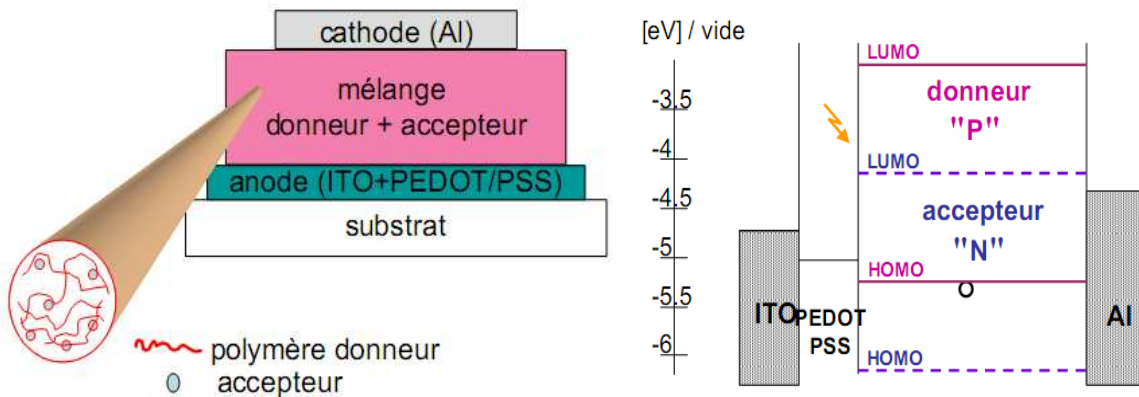 cathode (Al)
mélange
donneur + accepteur
anode (ITO+PEDOT/PSS)
substrat
polymère donneur
accepteur
[eV] / vide
-3.5
-4
-4.5
-5
-5.5
-6
LUMO
donneur
"P"
LUMO
accepteur
"N"
HOMO
ITO
PEDOT
PSS
Al
HOMO